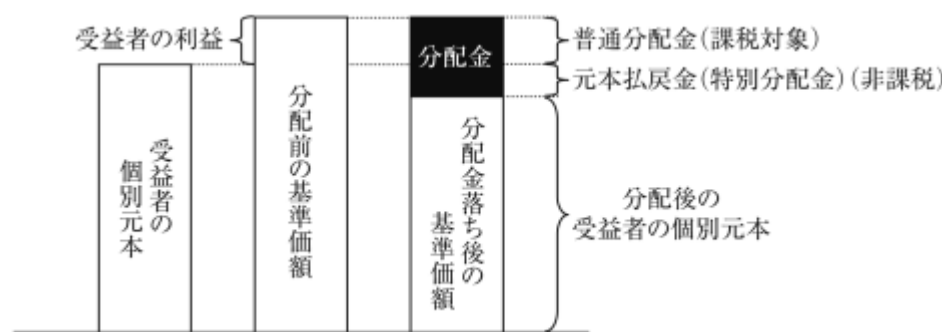 受益者の利益
分配金
普通分配金(課税対象)
元本払戻金(特別分配金)(非課税)
受益者の
個別元本
分配前の基準価額
分配金落ち後の
基準価額
分配後の
受益者の個別元本